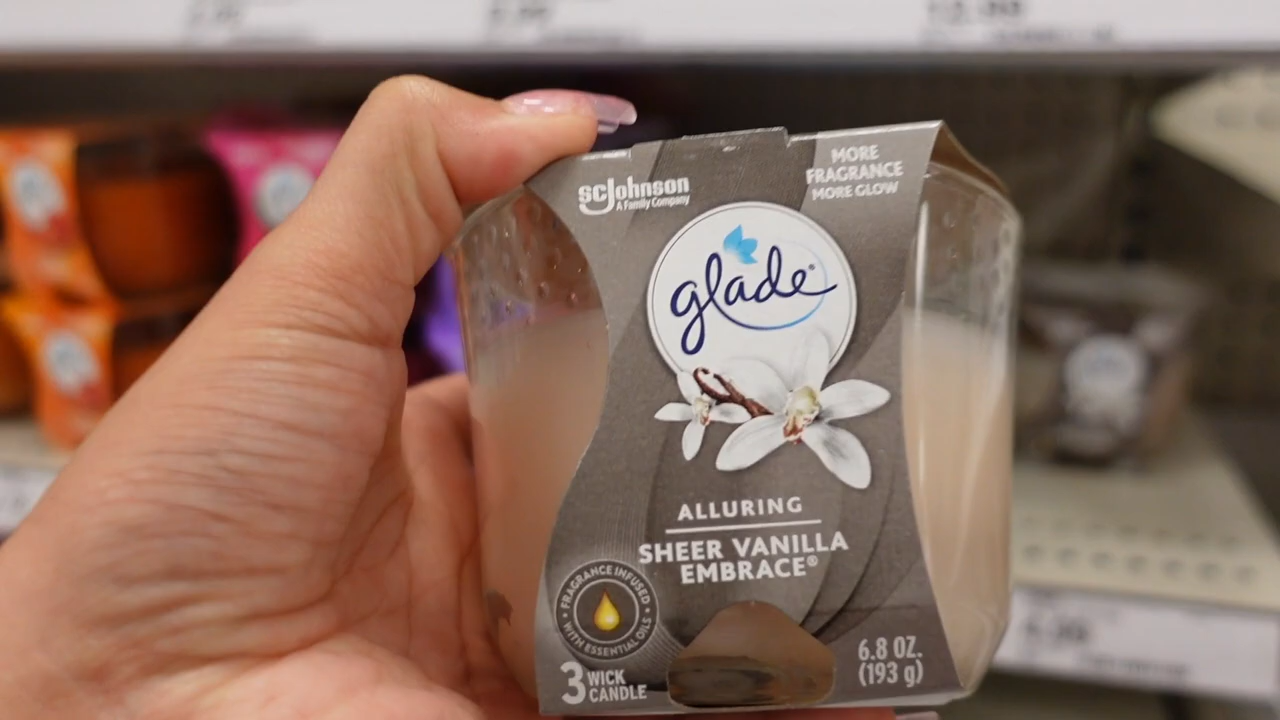 scJohnson
A Family Company
MORE
FRAGRANCE
MORE GLOW
glade®
ALLURING
SHEER VANILLA
EMBRACE®
FRAGRANCE INFUSED
WITH ESSENTIAL OILS
3 WICK
CANDLE
6.8 OZ.
(193 g)